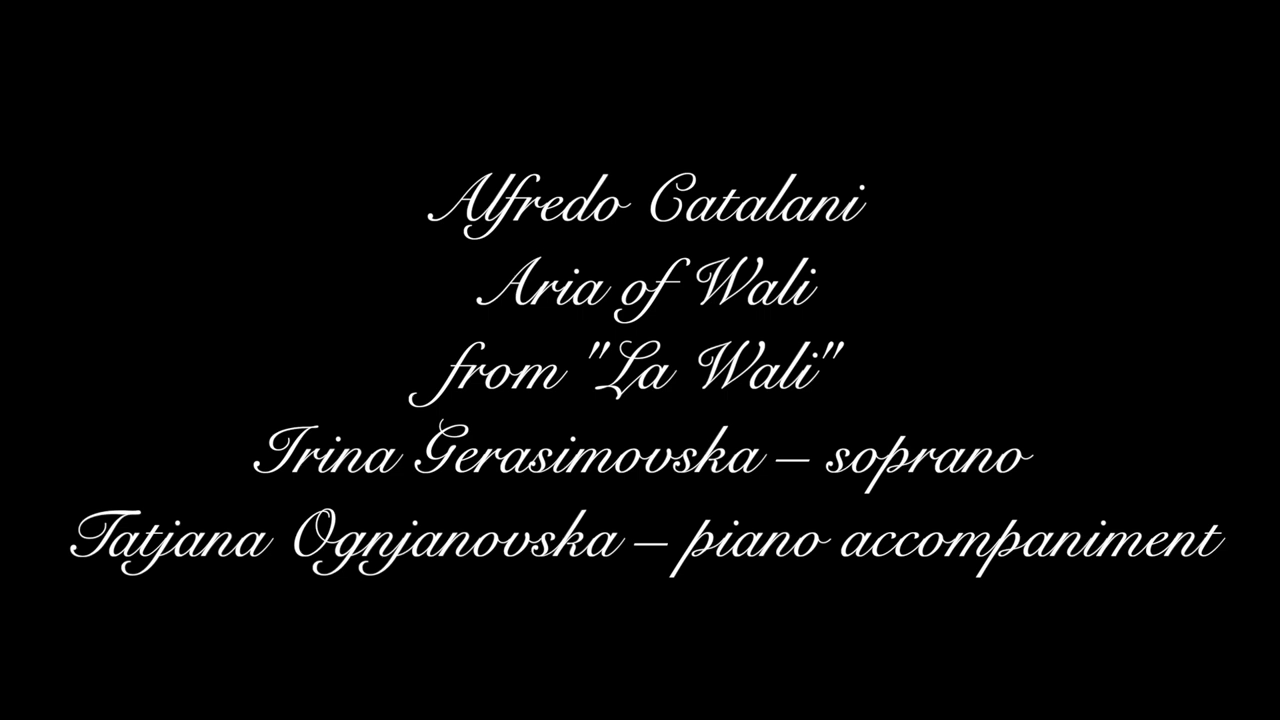 Alfredo Catalani
Aria of Wali
from "La Wali"
Irina Gerasimovska – soprano
Tatjana Ognjanovska – piano accompaniment